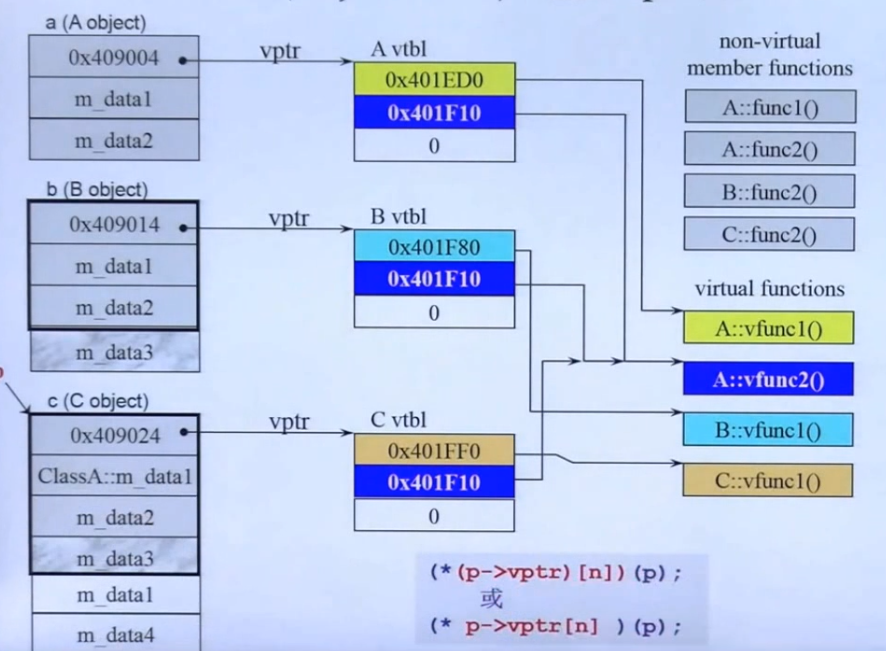 a (A object)
0x409004
m_data1
m_data2
vptr
A vtbl
0x401ED0
0x401F10
0
non-virtual
member functions
A::func1()
A::func2()
B::func2()
C::func2()
b (B object)
0x409014
m_data1
m_data2
m_data3
vptr
B vtbl
0x401F80
0x401F10
0
virtual functions
A::vfunc1()
A::vfunc2()
B::vfunc1()
C::vfunc1()
c (C object)
0x409024
ClassA::m_data1
m_data2
m_data3
m_data1
m_data4
vptr
C vtbl
0x401FF0
0x401F10
0
(*(p->vptr)[n])(p);
或
(* p->vptr[n] )(p);